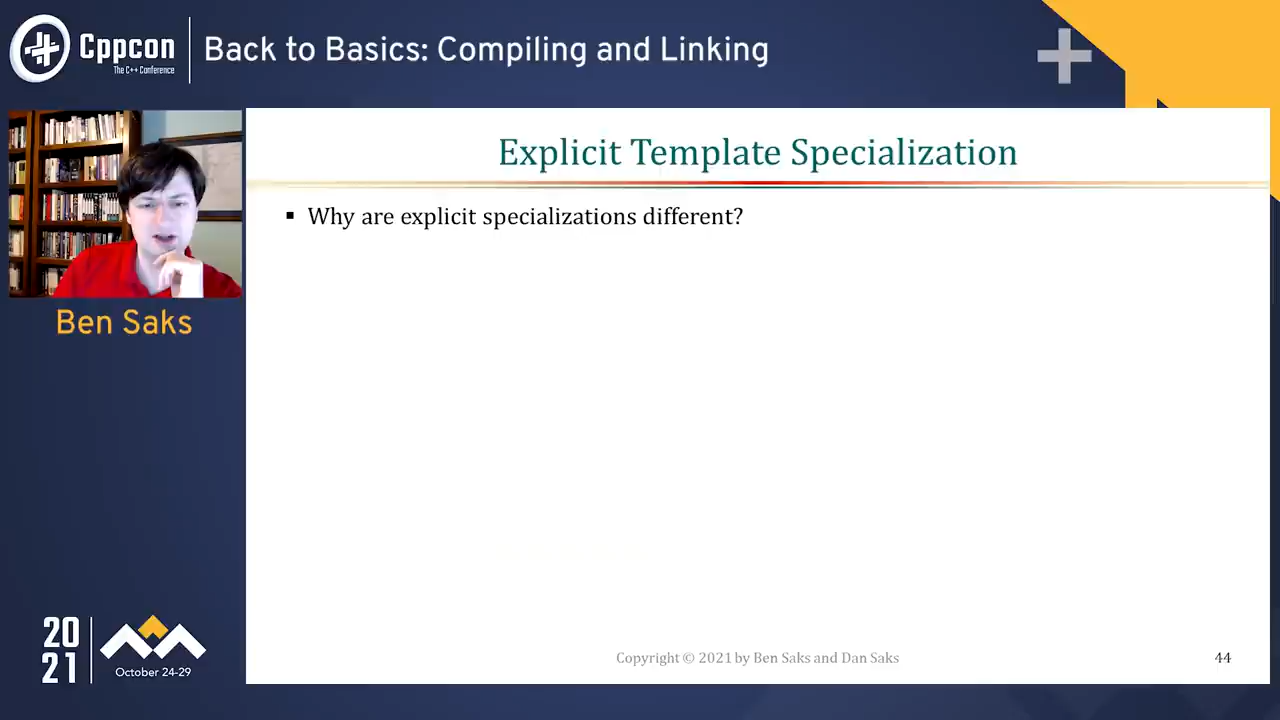 Cppcon
The C++ Conference
Back to Basics: Compiling and Linking
Explicit Template Specialization
▪ Why are explicit specializations different?
Ben Saks
20
21
October 24-29
Copyright © 2021 by Ben Saks and Dan Saks
44